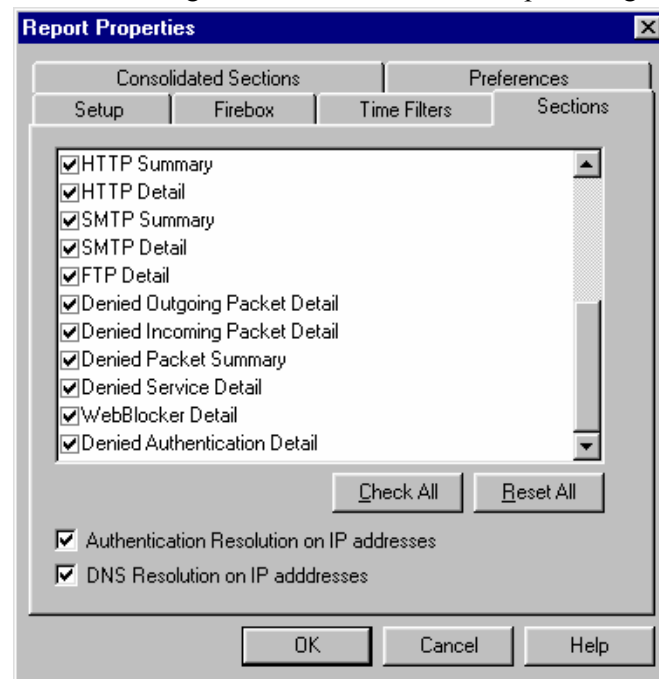 Report Properties
Consolidated Sections Preferences
Setup Firebox Time Filters Sections
HTTP Summary
HTTP Detail
SMTP Summary
SMTP Detail
FTP Detail
Denied Outgoing Packet Detail
Denied Incoming Packet Detail
Denied Packet Summary
Denied Service Detail
WebBlocker Detail
Denied Authentication Detail
Check All Reset All
Authentication Resolution on IP addresses
DNS Resolution on IP adddresses
OK Cancel Help